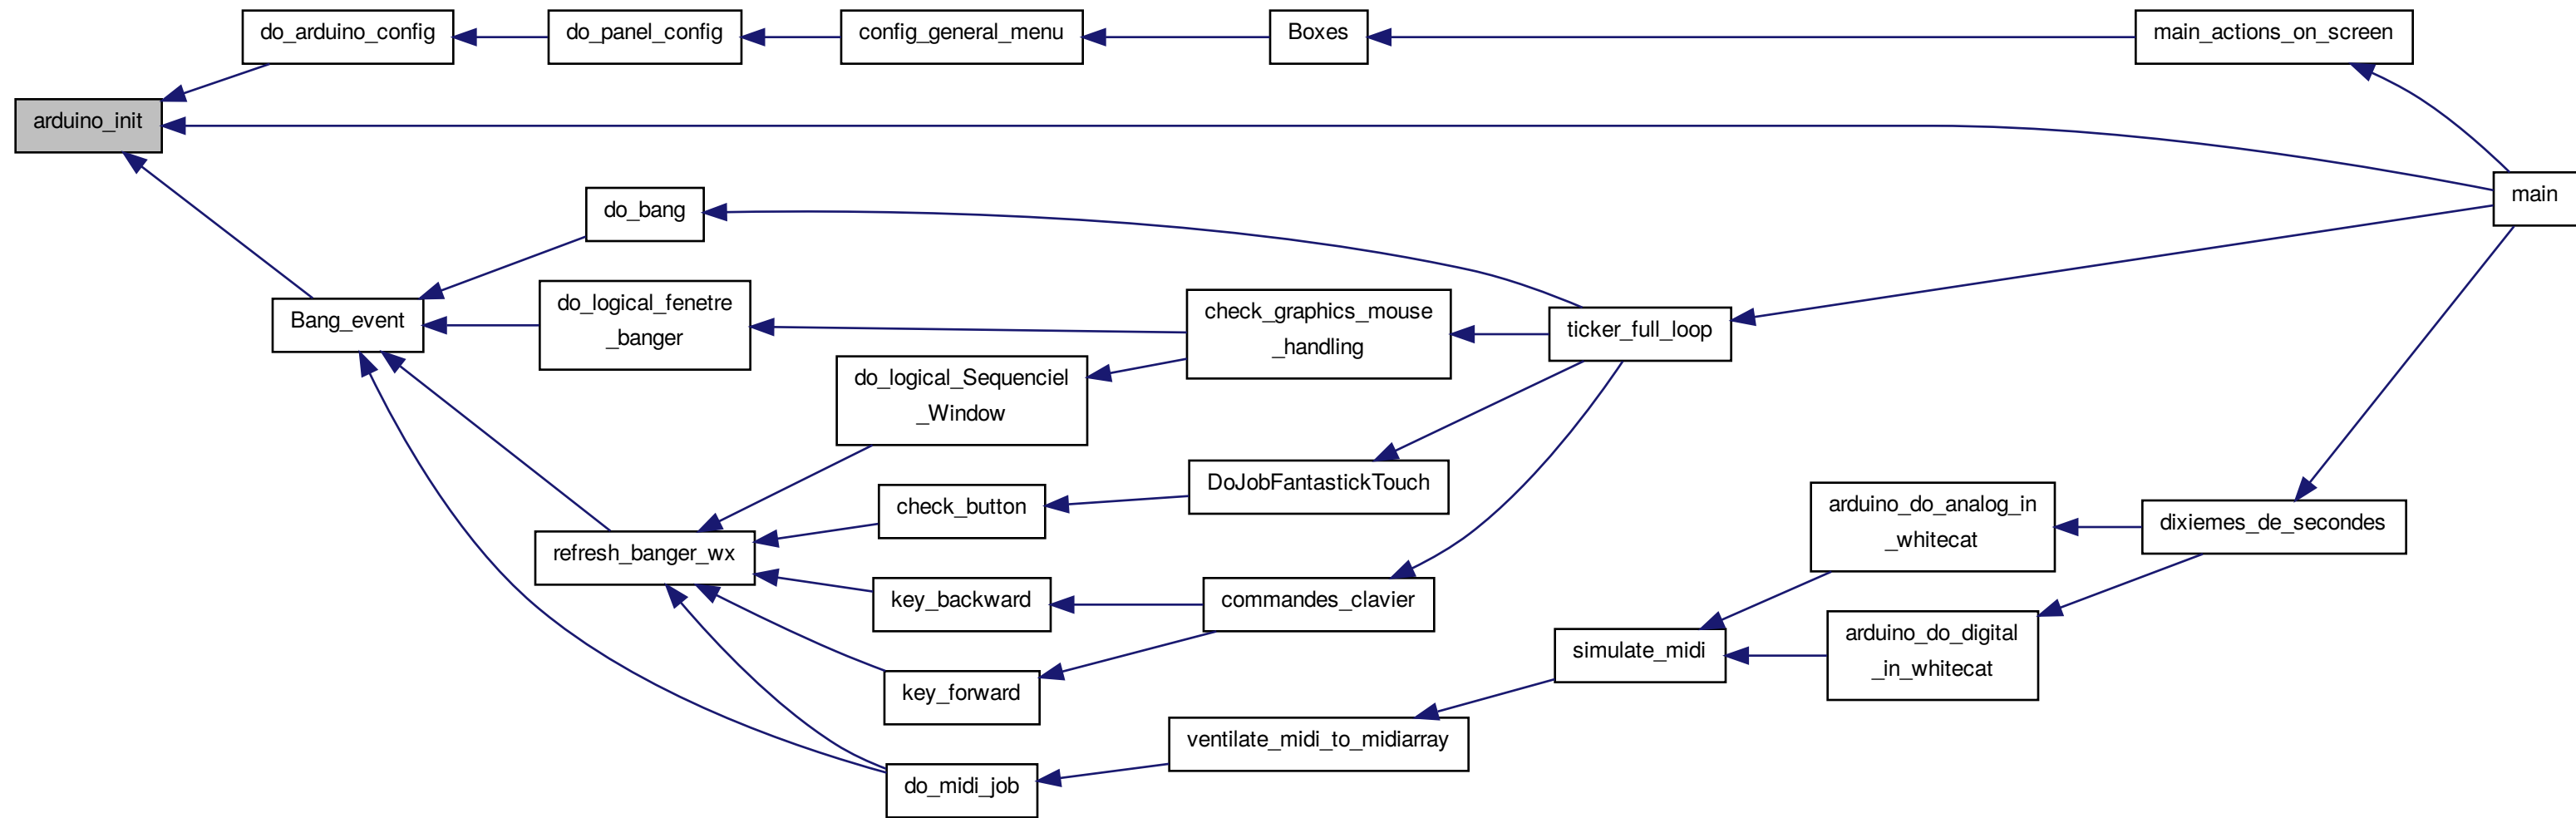 do_arduino_config
do_panel_config
config_general_menu
Boxes
main_actions_on_screen
arduino_init
main
do_bang
Bang_event
do_logical_fenetre
_banger
check_graphics_mouse
_handling
ticker_full_loop
do_logical_Sequenciel
_Window
DoJobFantastickTouch
check_button
arduino_do_analog_in
_whitecat
dixiemes_de_secondes
refresh_banger_wx
key_backward
commandes_clavier
simulate_midi
arduino_do_digital
_in_whitecat
key_forward
ventilate_midi_to_midiarray
do_midi_job